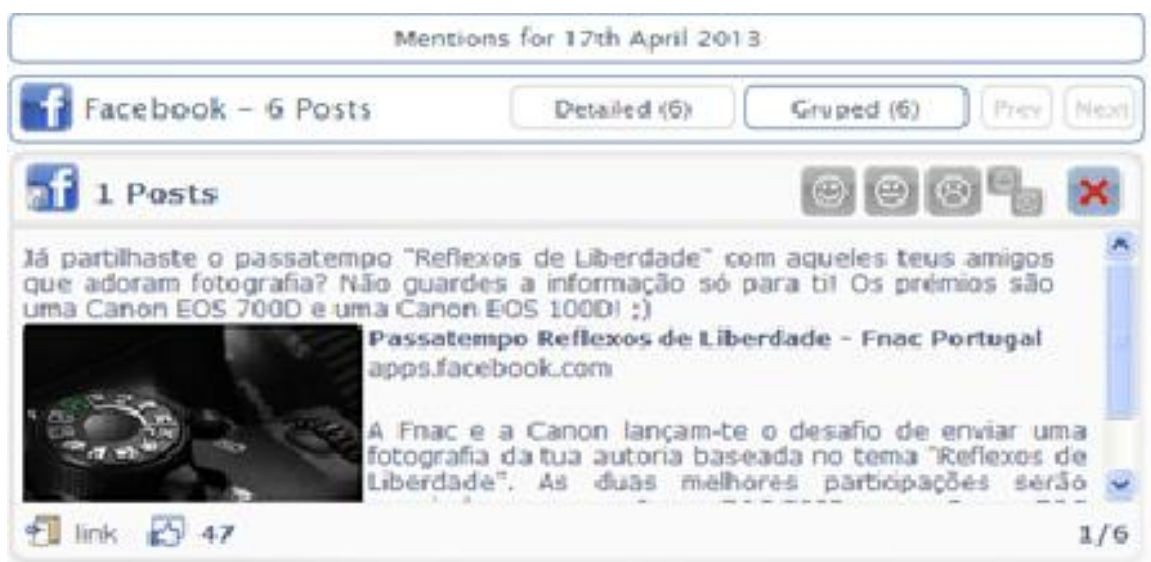 Mentions for 17th April 2013
Facebook – 6 Posts
Detailed (6)
Gruped (6)
Prev
Next
1 Posts
Já partilhaste o passatempo "Reflexos de Liberdade" com aqueles teus amigos
que adoram fotografia? Não guardes a informação só para ti! Os prémios são
uma Canon EOS 700D e uma Canon EOS 100D! ;)
Passatempo Reflexos de Liberdade – Fnac Portugal
apps.facebook.com
A Fnac e a Canon lançam-te o desafio de enviar uma
fotografia da tua autoria baseada no tema "Reflexos de
Liberdade". As duas melhores participações serão
link
47
1/6